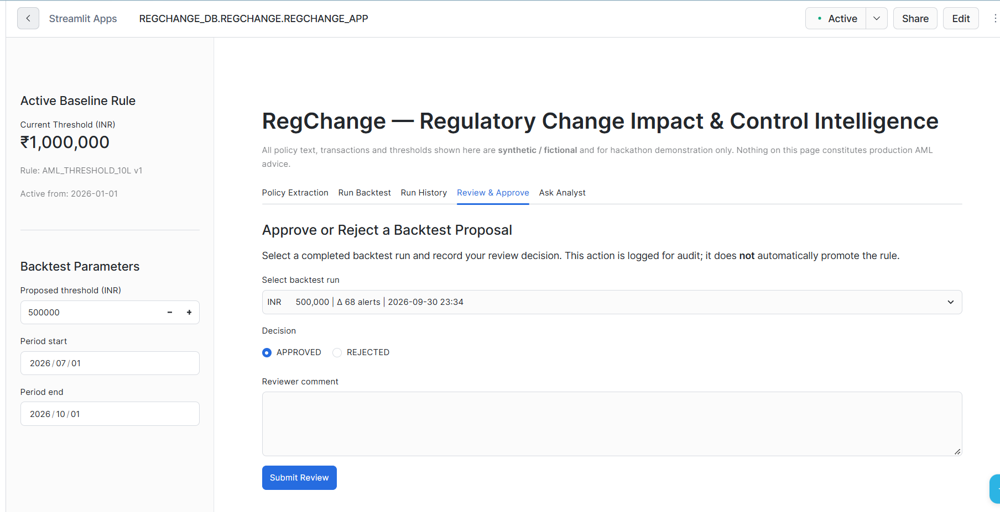 Streamlit Apps
REGCHANGE_DB.REGCHANGE.REGCHANGE_APP
Active
Share
Edit
Active Baseline Rule
Current Threshold (INR)
₹1,000,000
Rule: AML_THRESHOLD_10L v1
Active from: 2026-01-01
Backtest Parameters
Proposed threshold (INR)
500000
Period start
2026/07/01
Period end
2026/10/01
RegChange — Regulatory Change Impact & Control Intelligence
All policy text, transactions and thresholds shown here are synthetic / fictional and for hackathon demonstration only. Nothing on this page constitutes production AML
advice.
Policy Extraction
Run Backtest
Run History
Review & Approve
Ask Analyst
Approve or Reject a Backtest Proposal
Select a completed backtest run and record your review decision. This action is logged for audit; it does not automatically promote the rule.
Select backtest run
INR 500,000 | Δ 68 alerts | 2026-09-30 23:34
Decision
APPROVED
REJECTED
Reviewer comment
Submit Review